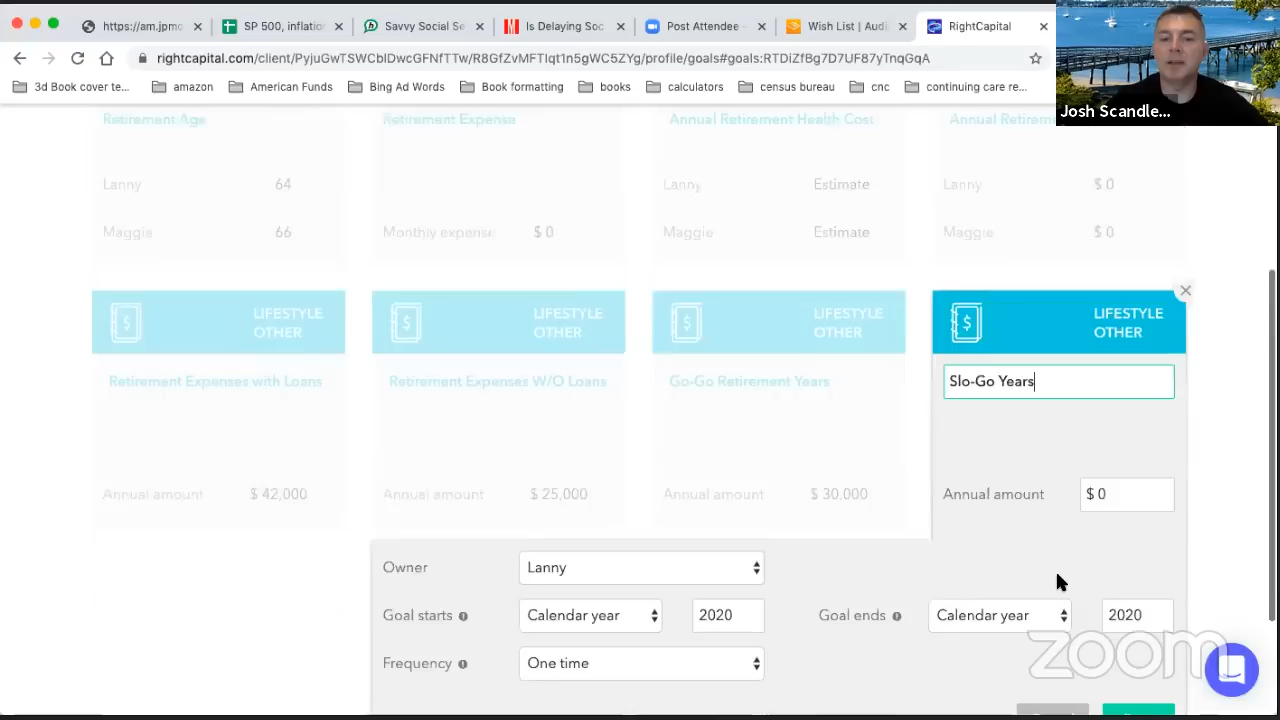 https://am.jpmo
SP 500, inflatio
Savvy Social Se
Is Delaying Soc
Post Attendee -
Wish List | Audi
RightCapital
rightcapital.com/client/PyjuGwTSWCblDwcGFNfTTw/R8GfZvMFTlqt1n5gWC5ZYg/profile/goals#goals:RTDIZfBg7D7UF87yTnqGqA
3d Book cover te...
amazon
American Funds
Bing Ad Words
Book formatting
books
calculators
census bureau
cnc
continuing care re...
Josh Scandle...
Retirement Age
Retirement Expense
Annual Retirement Health Cost
Annual Retirem
Lanny 64
Lanny Estimate
Lanny $ 0
Maggie 66
Monthly expense $ 0
Maggie Estimate
Maggie $ 0
LIFESTYLE
OTHER
LIFESTYLE
OTHER
LIFESTYLE
OTHER
LIFESTYLE
OTHER
Retirement Expenses with Loans
Retirement Expenses W/O Loans
Go-Go Retirement Years
Slo-Go Years
Annual amount $ 42,000
Annual amount $ 25,000
Annual amount $ 30,000
Annual amount $ 0
Owner Lanny
Goal starts Calendar year 2020
Goal ends Calendar year 2020
Frequency One time
zoom